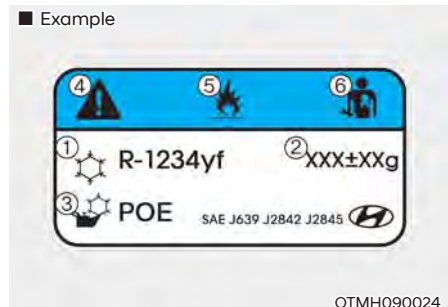 ■ Example
④ ⑤ ⑥
① R-1234yf ② XXX±XXg
③ POE SAE J639 J2842 J2845
OTMH090024